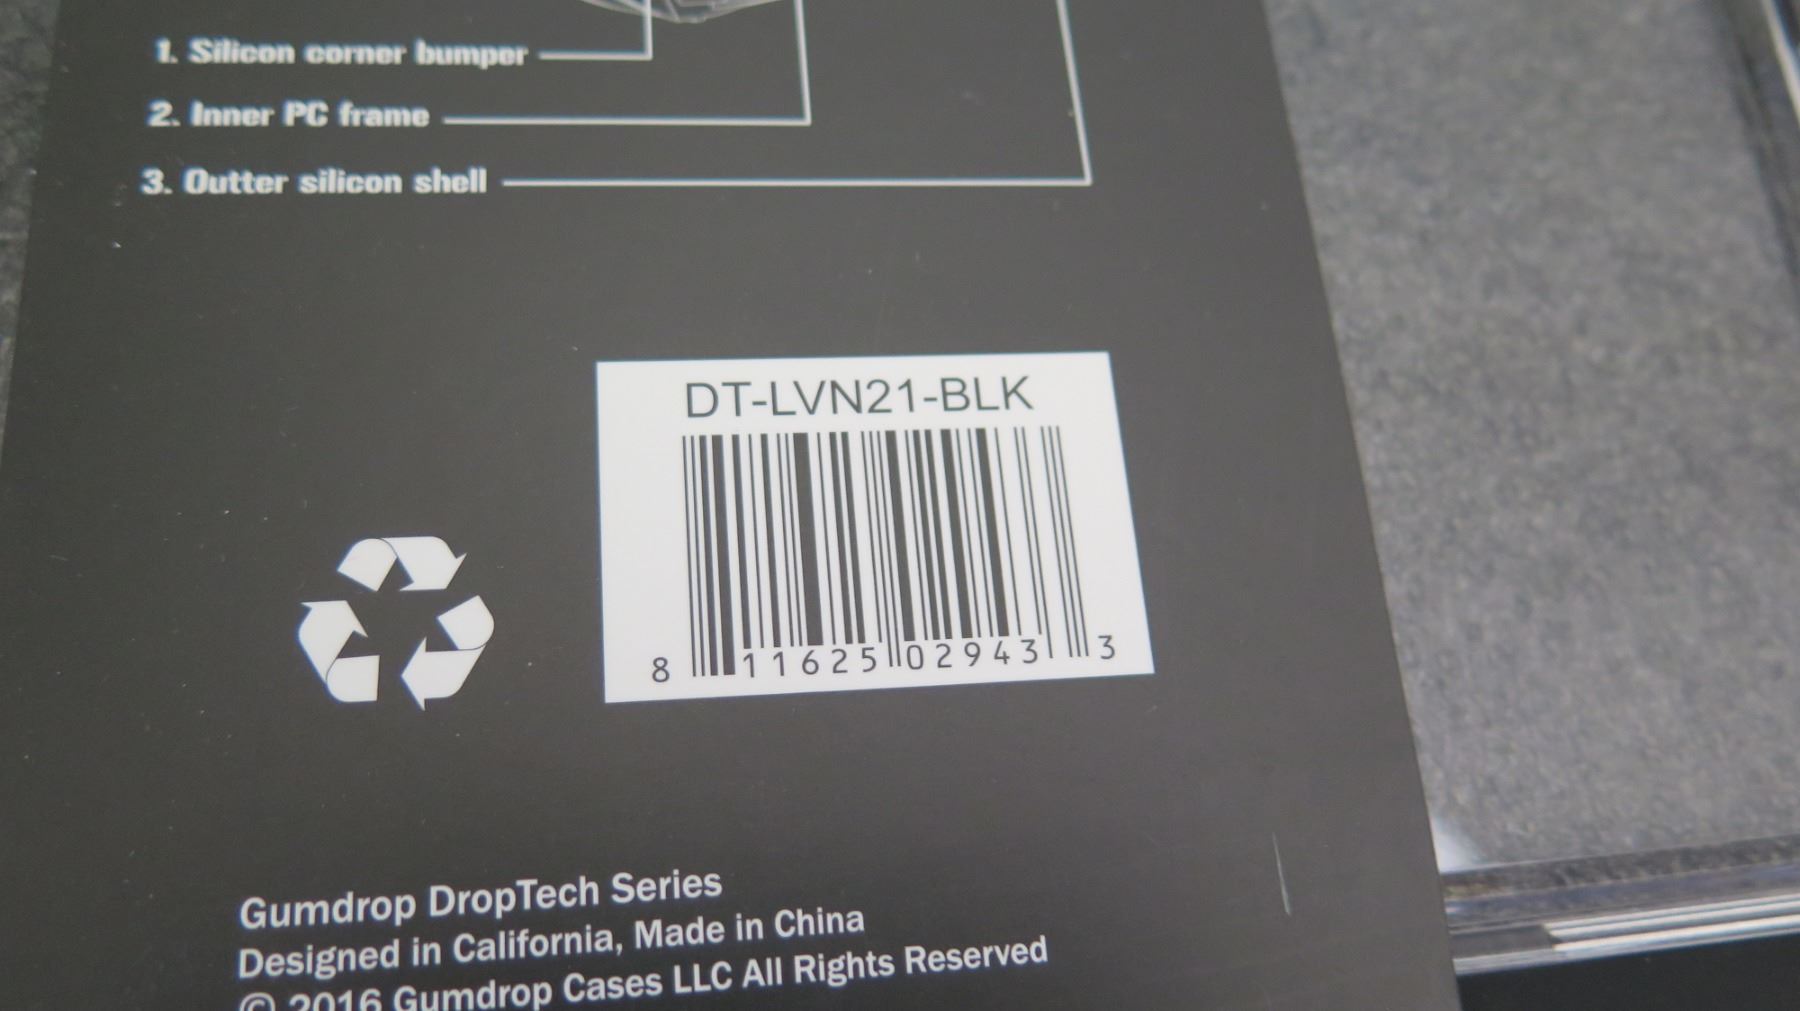 1. Silicon corner bumper
2. Inner PC frame
3. Outter silicon shell
DT-LVN21-BLK
8 11625 02943 3
Gumdrop DropTech Series
Designed in California, Made in China
© 2016 Gumdrop Cases LLC All Rights Reserved